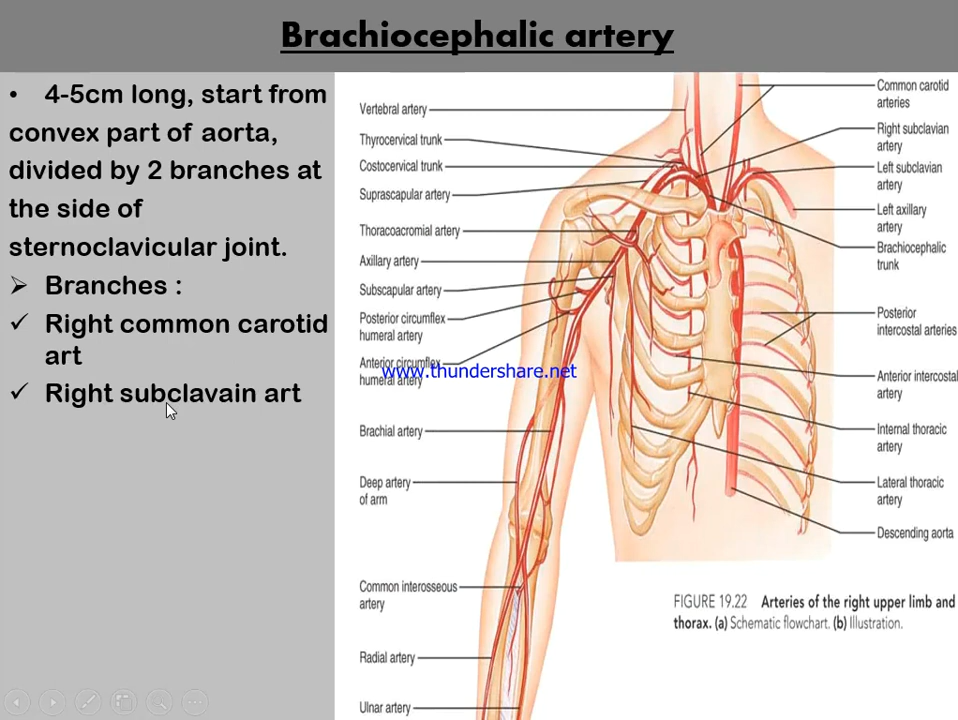 Brachiocephalic artery
• 4-5cm long, start from
convex part of aorta,
divided by 2 branches at
the side of
sternoclavicular joint.
➢ Branches :
✓ Right common carotid
art
✓ Right subclavain art
Vertebral artery
Thyrocervical trunk
Costocervical trunk
Suprascapular artery
Thoracoacromial artery
Axillary artery
Subscapular artery
Posterior circumflex
humeral artery
Anterior circumflex
humeral artery
www.thundershare.net
Brachial artery
Deep artery
of arm
Common interosseous
artery
Radial artery
Ulnar artery
Common carotid
arteries
Right subclavian
artery
Left subclavian
artery
Left axillary
artery
Brachiocephalic
trunk
Posterior
intercostal arteries
Anterior intercostal
artery
Internal thoracic
artery
Lateral thoracic
artery
Descending aorta
FIGURE 19.22 Arteries of the right upper limb and
thorax. (a) Schematic flowchart. (b) Illustration.